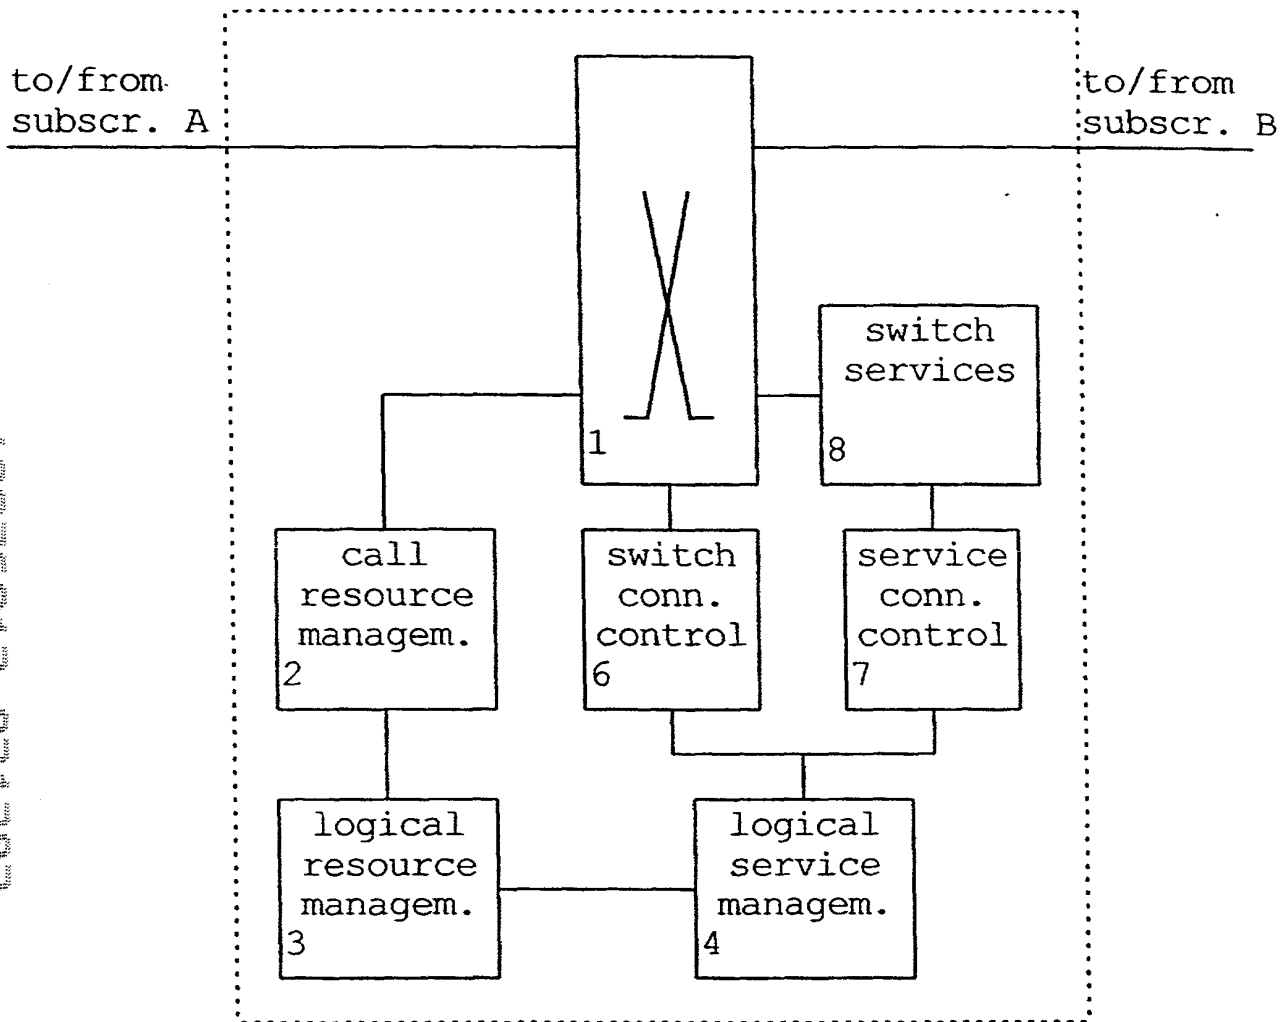 to/from
subscr. A
to/from
subscr. B
1
switch
services
8
call
resource
managem.
2
switch
conn.
control
6
service
conn.
control
7
logical
resource
managem.
3
logical
service
managem.
4